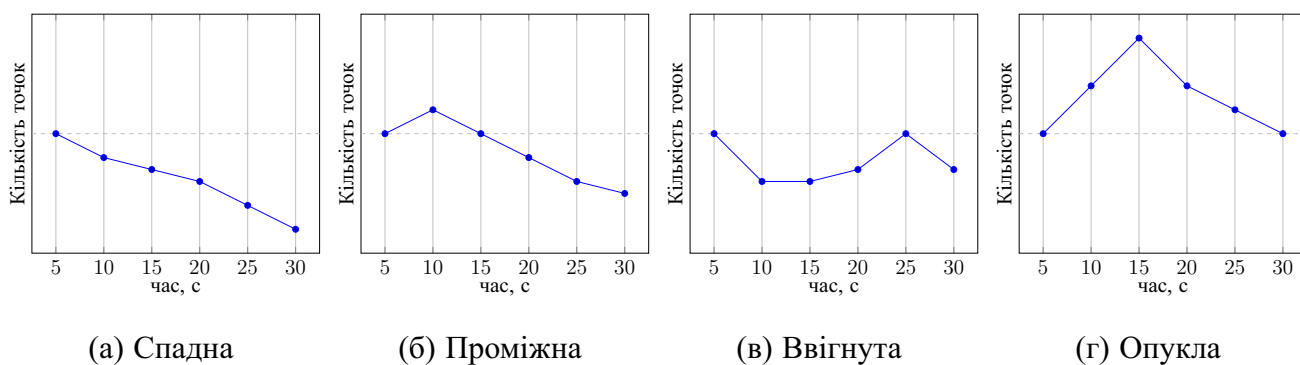 Кількість точок
5 10 15 20 25 30
час, с
(а) Спадна
Кількість точок
5 10 15 20 25 30
час, с
(б) Проміжна
Кількість точок
5 10 15 20 25 30
час, с
(в) Ввігнута
Кількість точок
5 10 15 20 25 30
час, с
(г) Опукла